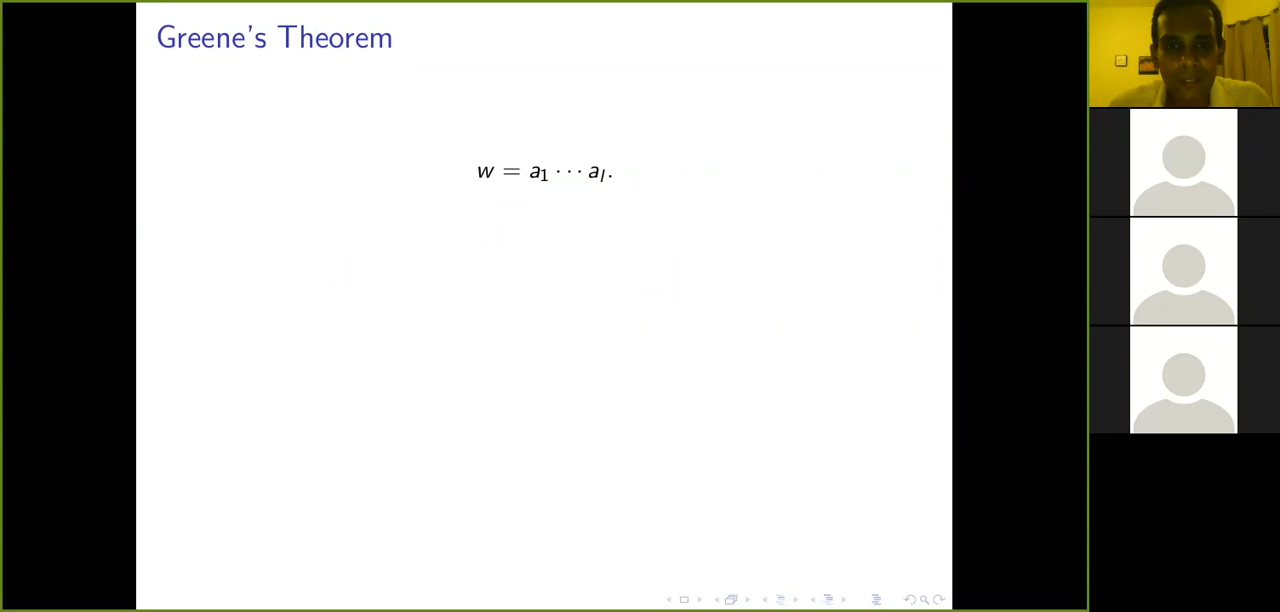 Greene's Theorem
w = a₁ ⋯ aₗ.